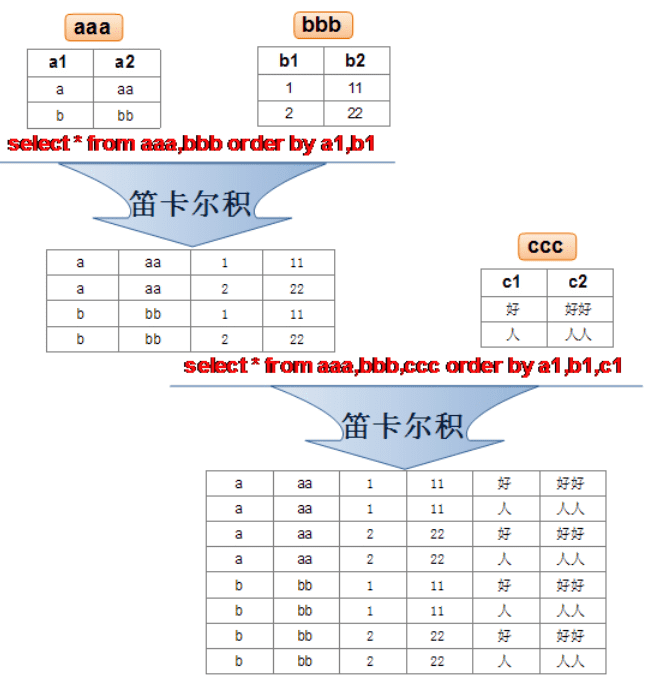 aaa bbb
a1 a2 b1 b2
a aa 1 11
b bb 2 22
select * from aaa,bbb order by a1,b1
笛卡尔积
a aa 1 11
a aa 2 22
b bb 1 11
b bb 2 22
ccc
c1 c2
好 好好
人 人人
select * from aaa,bbb,ccc order by a1,b1,c1
笛卡尔积
a aa 1 11 好 好好
a aa 1 11 人 人人
a aa 2 22 好 好好
a aa 2 22 人 人人
b bb 1 11 好 好好
b bb 1 11 人 人人
b bb 2 22 好 好好
b bb 2 22 人 人人